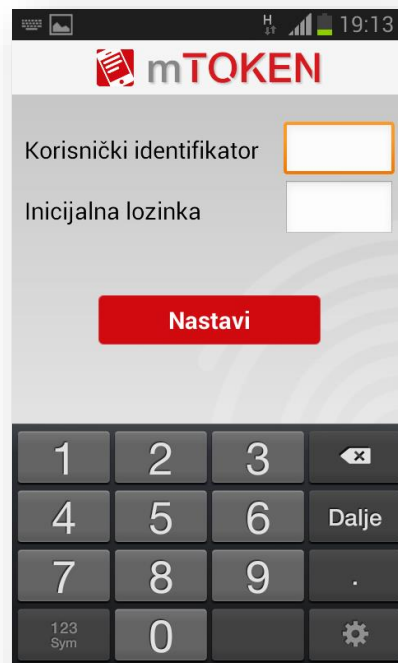 H 19:13
mTOKEN
Korisnički identifikator
Inicijalna lozinka
Nastavi
1 2 3
4 5 6 Dalje
7 8 9 .
123
Sym 0